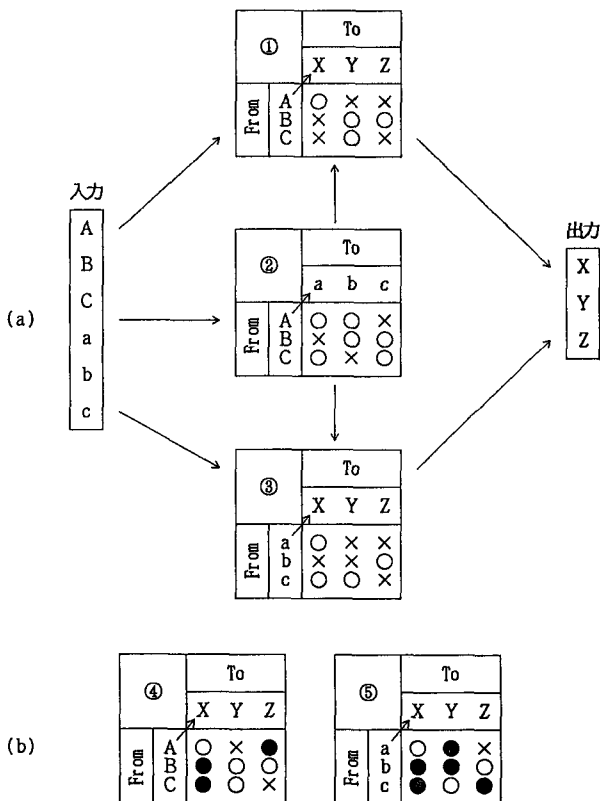 (a)
入力
A
B
C
a
b
c
①
To
X Y Z
From
A ○ × ×
B × ○ ○
C × ○ ×
②
To
a b c
From
A ○ ○ ×
B × ○ ○
C ○ × ○
③
To
X Y Z
From
a ○ × ×
b × × ○
c ○ ○ ×
出力
X
Y
Z
(b)
④
To
X Y Z
From
A ○ × ●
B ● ○ ○
C ● ○ ×
⑤
To
X Y Z
From
a ○ ● ×
b ● ● ○
c ● ○ ●